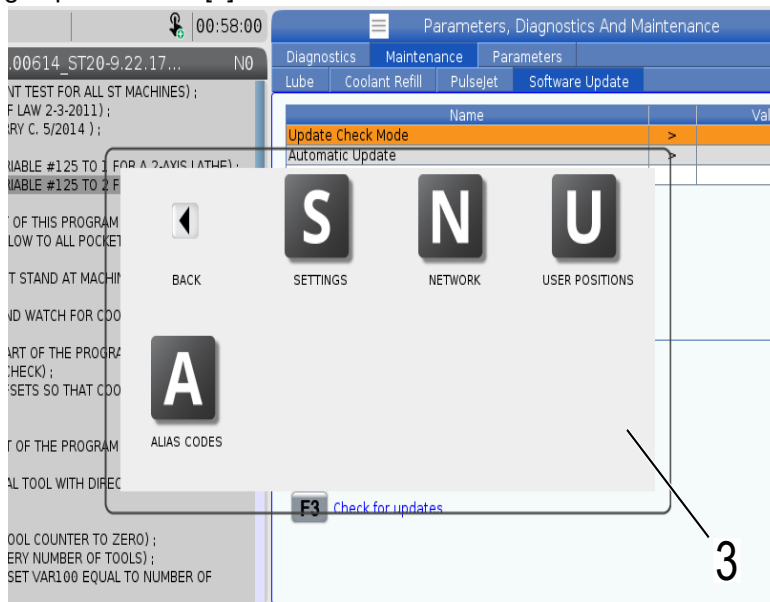 00:58:00
Parameters, Diagnostics And Maintenance
.00614_ST20-9.22.17... N0
Diagnostics Maintenance Parameters
Lube Coolant Refill PulseJet Software Update
NT TEST FOR ALL ST MACHINES) ;
F LAW 2-3-2011) ;
RRY C. 5/2014 ) ;
RIABLE #125 TO 1 FOR A 2-AXIS LATHE) ;
RIABLE #125 TO 2 F
OF THIS PROGRAM
LOW TO ALL POCKET
T STAND AT MACHIN
ND WATCH FOR COO
ART OF THE PROGRA
CHECK) ;
FSETS SO THAT COO
T OF THE PROGRAM
AL TOOL WITH DIREC
OOL COUNTER TO ZERO) ;
ERY NUMBER OF TOOLS) ;
SET VAR100 EQUAL TO NUMBER OF
Name Val
Update Check Mode >
Automatic Update >
S N U
BACK SETTINGS NETWORK USER POSITIONS
A
ALIAS CODES
F3 Check for updates
3